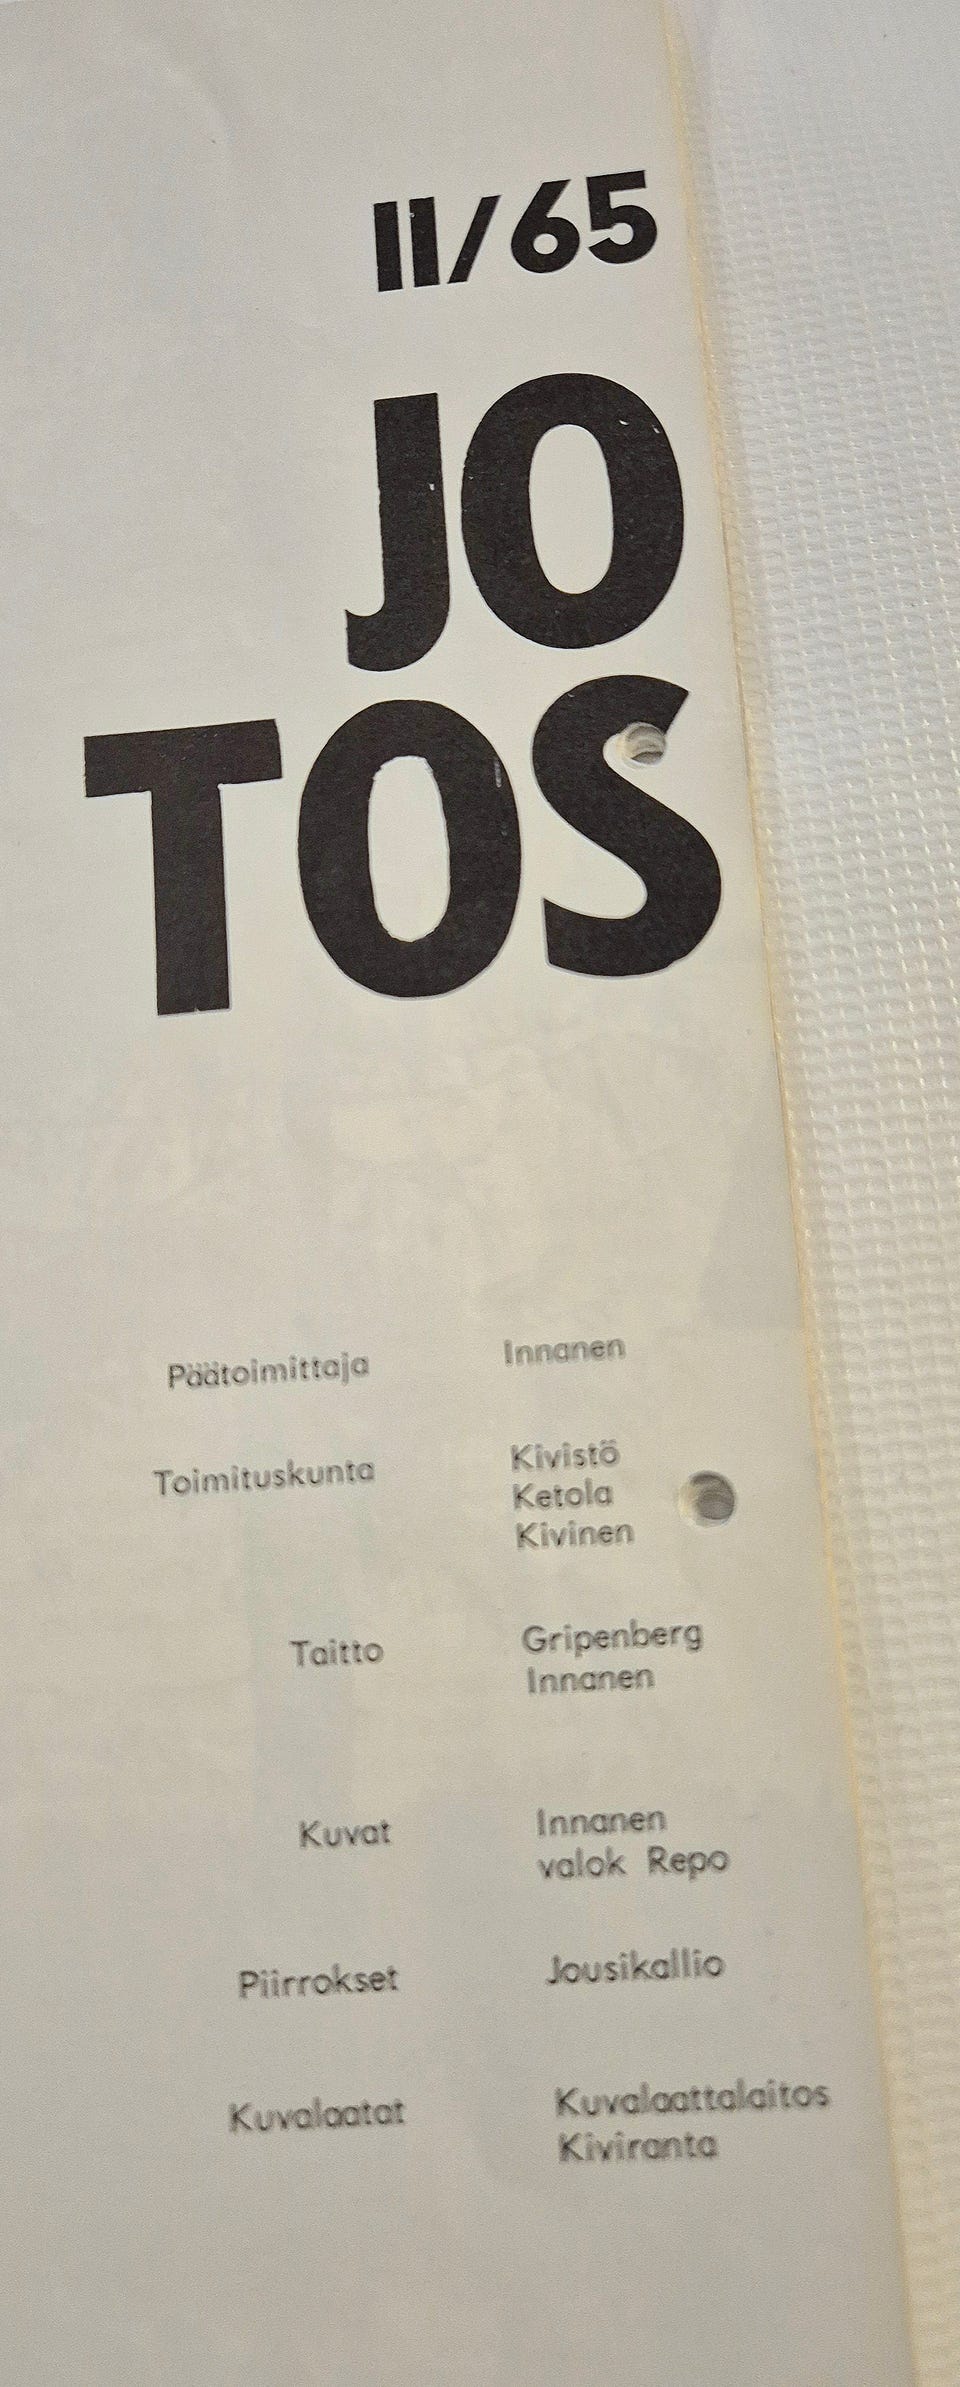 II/65
JO
TOS
Päätoimittaja Innanen
Toimituskunta Kivistö
Ketola
Kivinen
Taitto Gripenberg
Innanen
Kuvat Innanen
valok Repo
Piirrokset Jousikallio
Kuvalaatat Kuvalaattalaitos
Kiviranta